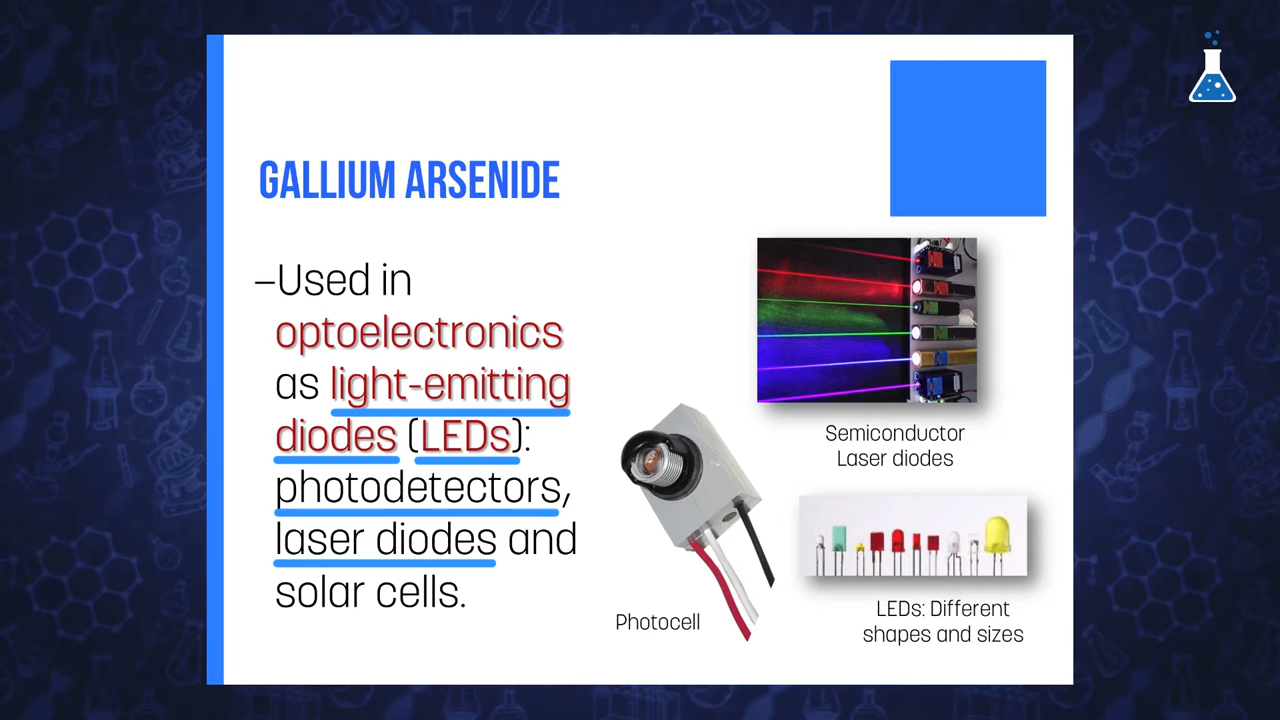 GALLIUM ARSENIDE
–Used in
optoelectronics
as light-emitting
diodes (LEDs):
photodetectors,
laser diodes and
solar cells.
Semiconductor
Laser diodes
Photocell
LEDs: Different
shapes and sizes